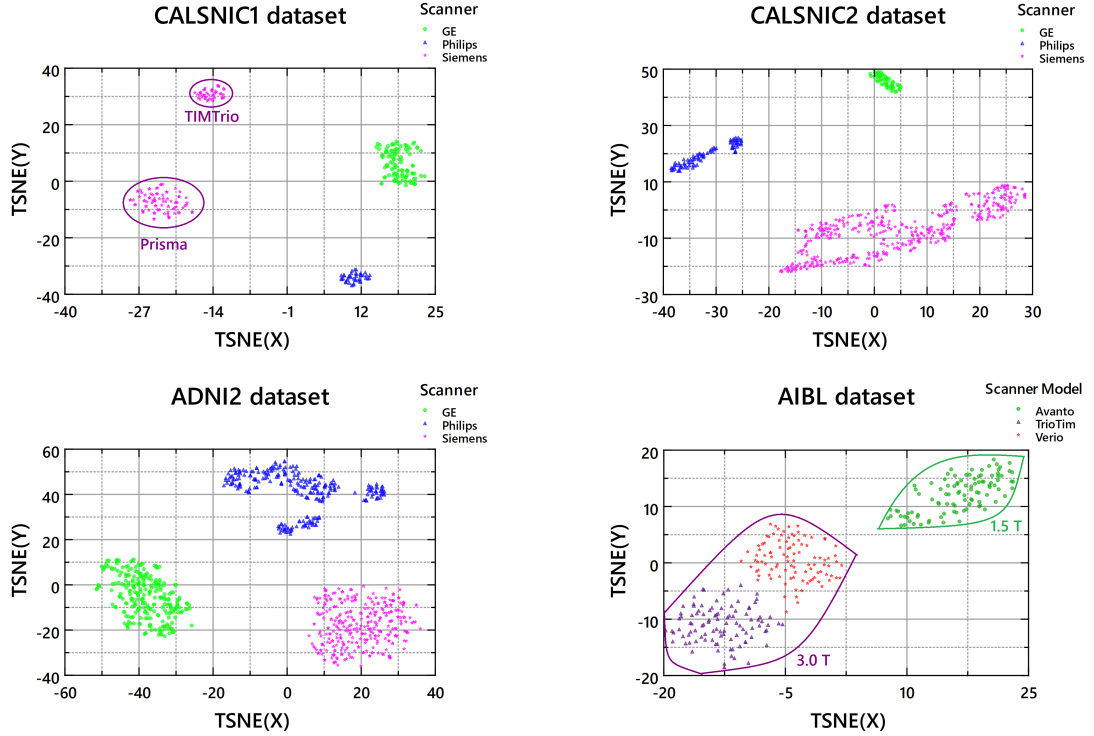 CALSNIC1 dataset
Scanner
GE
Philips
Siemens
40
20
0
-20
-40
TSNE(Y)
TIMTrio
Prisma
-40 -27 -14 -1 12 25
TSNE(X)
CALSNIC2 dataset
Scanner
GE
Philips
Siemens
50
30
10
-10
-30
TSNE(Y)
-40 -30 -20 -10 0 10 20 30
TSNE(X)
ADNI2 dataset
Scanner
GE
Philips
Siemens
60
40
20
0
-20
-40
TSNE(Y)
-60 -40 -20 0 20 40
TSNE(X)
AIBL dataset
Scanner Model
Avanto
TrioTim
Verio
20
10
0
-10
-20
TSNE(Y)
1.5 T
3.0 T
-20 -5 10 25
TSNE(X)